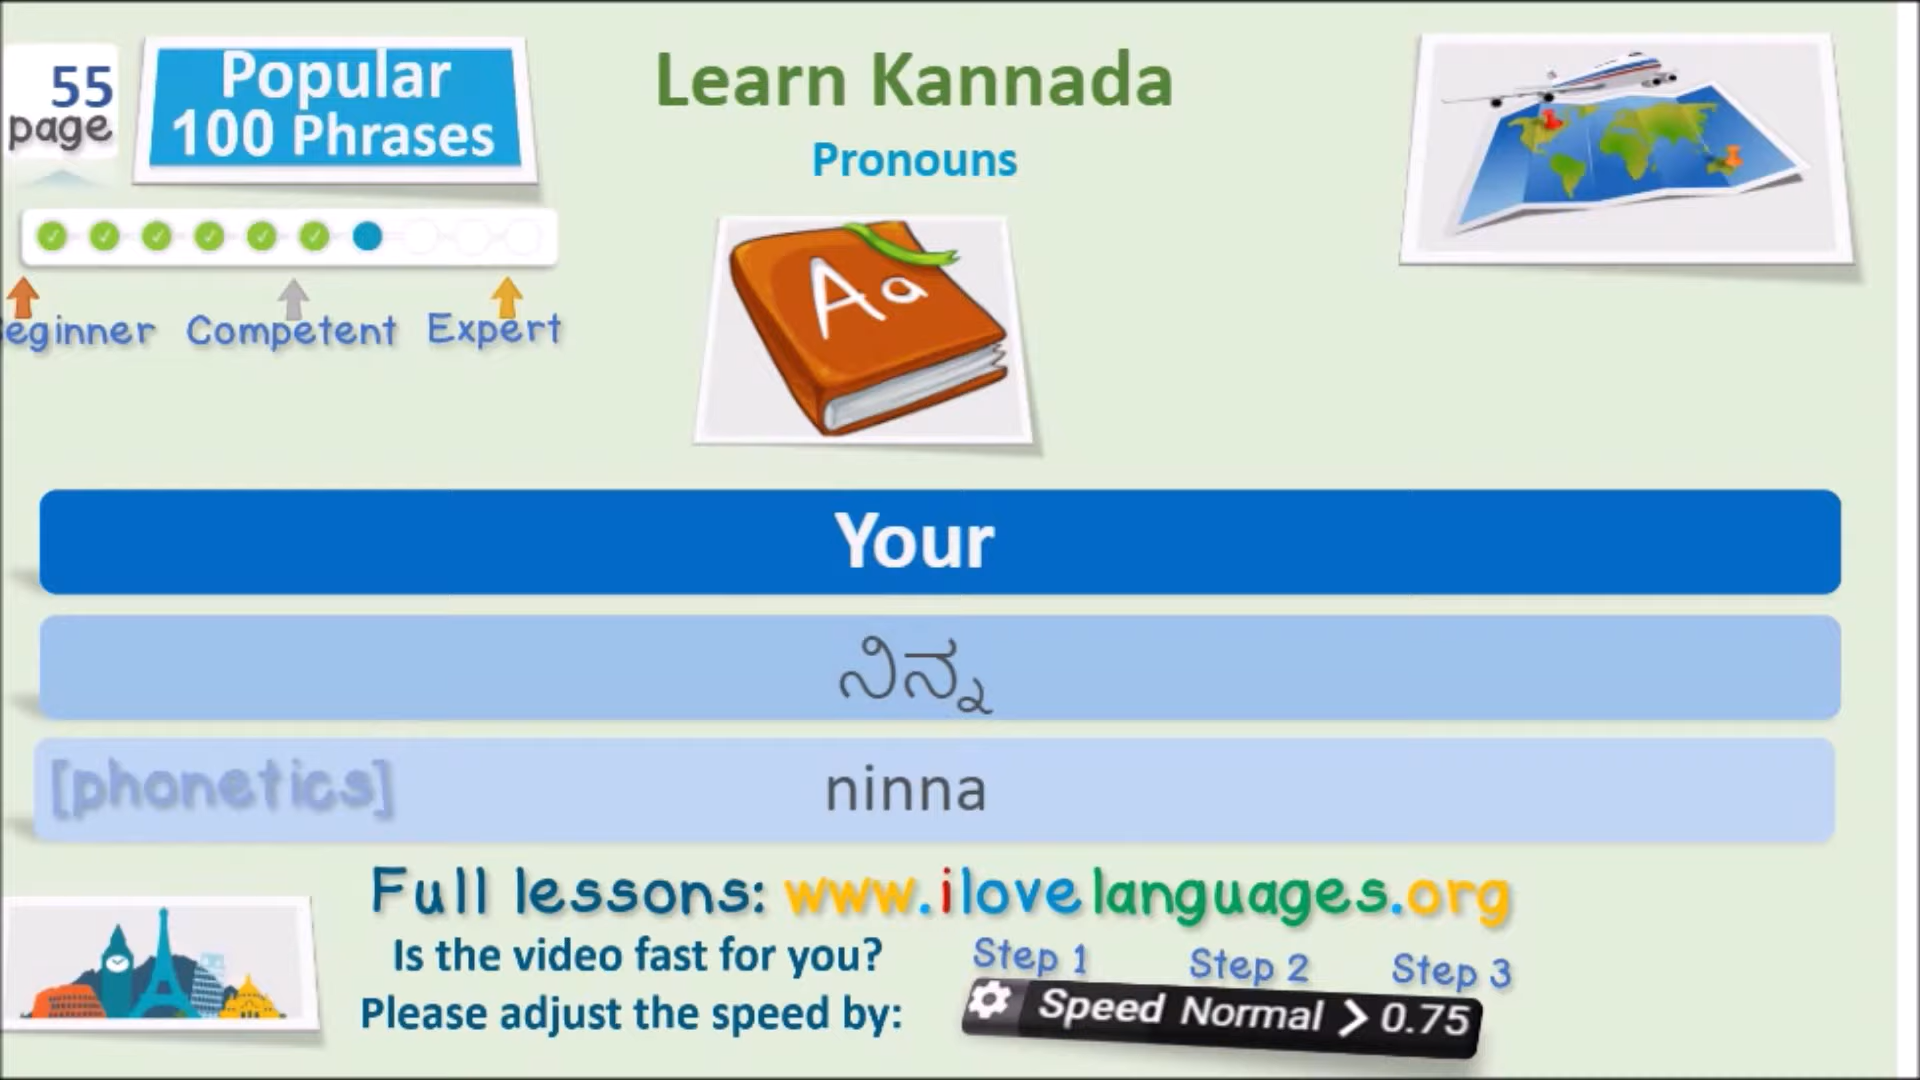 55
page
Popular
100 Phrases
Learn Kannada
Pronouns
eginner Competent Expert
Aa
Your
ನಿನ್ನ
[phonetics] ninna
Full lessons: www.ilovelanguages.org
Is the video fast for you?
Please adjust the speed by:
Step 1 Step 2 Step 3
Speed Normal > 0.75